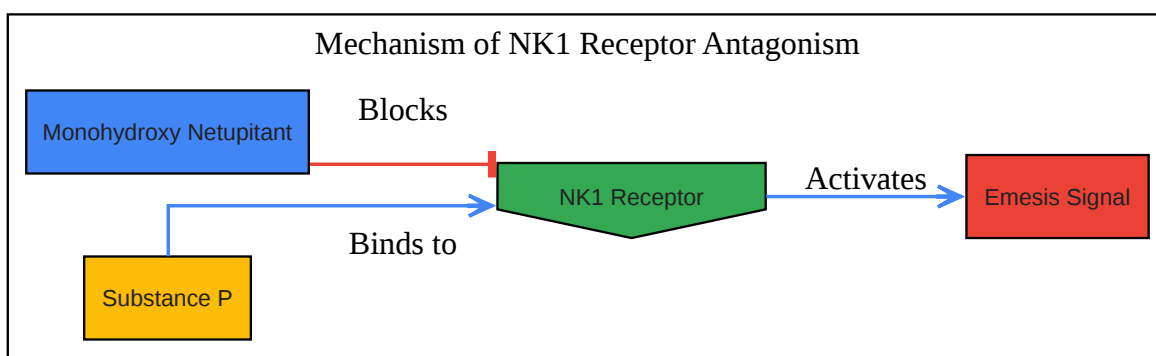 Mechanism of NK1 Receptor Antagonism
Monohydroxy Netupitant
Blocks
NK1 Receptor
Activates
Emesis Signal
Binds to
Substance P